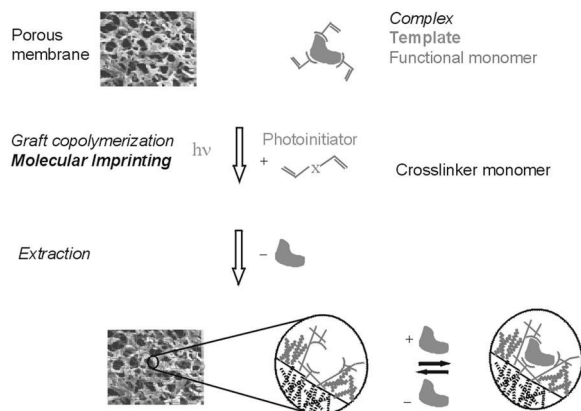 Porous
membrane
Complex
Template
Functional monomer
Graft copolymerization
Molecular Imprinting
hν
Photoinitiator
+
X
Crosslinker monomer
Extraction
–
+
–